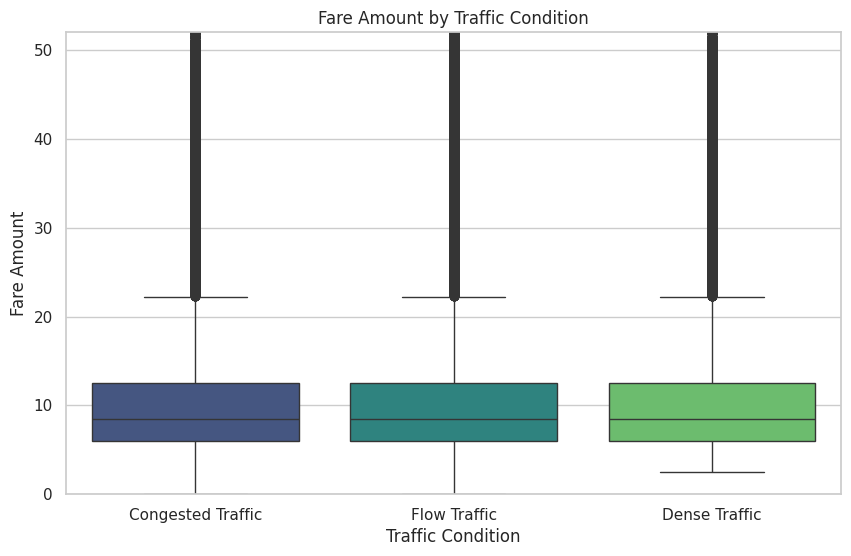 Fare Amount by Traffic Condition
Fare Amount
50
40
30
20
10
0
Congested Traffic
Flow Traffic
Dense Traffic
Traffic Condition